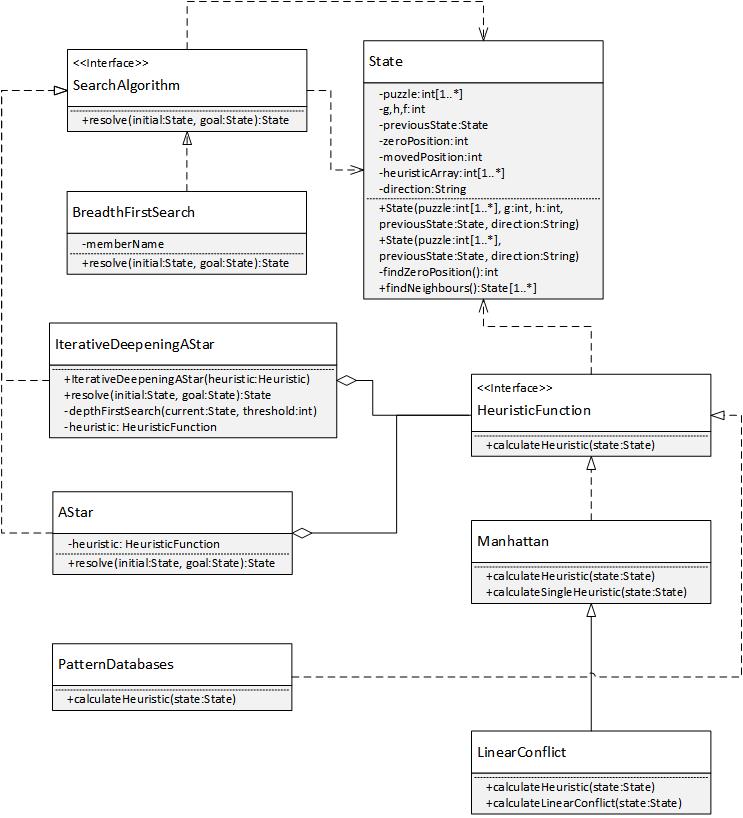 <<Interface>>
SearchAlgorithm
+resolve(initial:State, goal:State):State
State
-puzzle:int[1..*]
-g,h,f:int
-previousState:State
-zeroPosition:int
-movedPosition:int
-heuristicArray:int[1..*]
-direction:String
+State(puzzle:int[1..*], g:int, h:int,
previousState:State, direction:String)
+State(puzzle:int[1..*],
previousState:State, direction:String)
-findZeroPosition():int
+findNeighbours():State[1..*]
BreadthFirstSearch
-memberName
+resolve(initial:State, goal:State):State
IterativeDeepeningAStar
+IterativeDeepeningAStar(heuristic:Heuristic)
+resolve(initial:State, goal:State):State
-depthFirstSearch(current:State, threshold:int)
-heuristic: HeuristicFunction
<<Interface>>
HeuristicFunction
+calculateHeuristic(state:State)
AStar
-heuristic: HeuristicFunction
+resolve(initial:State, goal:State):State
Manhattan
+calculateHeuristic(state:State)
+calculateSingleHeuristic(state:State)
PatternDatabases
+calculateHeuristic(state:State)
LinearConflict
+calculateHeuristic(state:State)
+calculateLinearConflict(state:State)